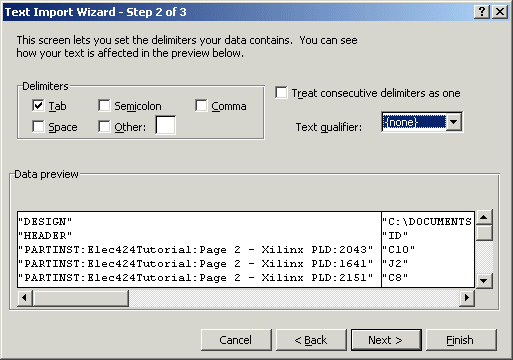 Text Import Wizard - Step 2 of 3
This screen lets you set the delimiters your data contains. You can see
how your text is affected in the preview below.
Delimiters
Tab Semicolon Comma
Space Other:
Treat consecutive delimiters as one
Text qualifier: {none}
Data preview
"DESIGN" "C:\DOCUMENTS
"HEADER" "ID"
"PARTINST:Elec424Tutorial:Page 2 - Xilinx PLD:2043" "C10"
"PARTINST:Elec424Tutorial:Page 2 - Xilinx PLD:1641" "J2"
"PARTINST:Elec424Tutorial:Page 2 - Xilinx PLD:2151" "C8"
Cancel < Back Next > Finish